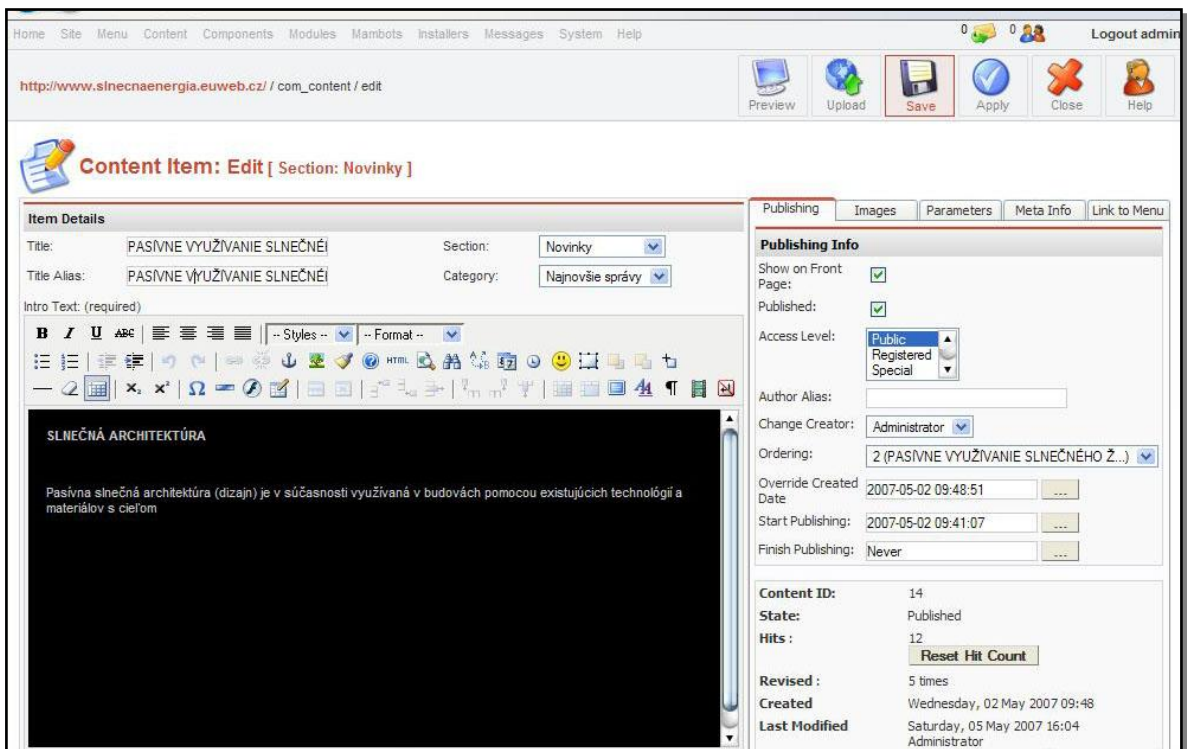 Home Site Menu Content Components Modules Mambots Installers Messages System Help 0 0 Logout admin
http://www.slnecnaenergia.euweb.cz/ / com_content / edit
Preview Upload Save Apply Close Help
Content Item: Edit [ Section: Novinky ]
Publishing Images Parameters Meta Info Link to Menu
Item Details
Title: PASÍVNE VYUŽÍVANIE SLNEČNÉ
Section: Novinky
Title Alias: PASÍVNE VYUŽÍVANIE SLNEČNÉ
Category: Najnovšie správy
Intro Text: (required)
B I U ABC -- Styles -- -- Format --
HTML
SLNEČNÁ ARCHITEKTÚRA
Pasívna slnečná architektúra (dizajn) je v súčasnosti využívaná v budovách pomocou existujúcich technológií a
materiálov s cieľom
Publishing Info
Show on Front
Page:
Published:
Access Level: Public
Registered
Special
Author Alias:
Change Creator: Administrator
Ordering: 2 (PASÍVNE VYUŽÍVANIE SLNEČNÉHO Ž...)
Override Created
Date 2007-05-02 09:48:51 ...
Start Publishing: 2007-05-02 09:41:07 ...
Finish Publishing: Never ...
Content ID: 14
State: Published
Hits : 12
Reset Hit Count
Revised : 5 times
Created Wednesday, 02 May 2007 09:48
Last Modified Saturday, 05 May 2007 16:04
Administrator